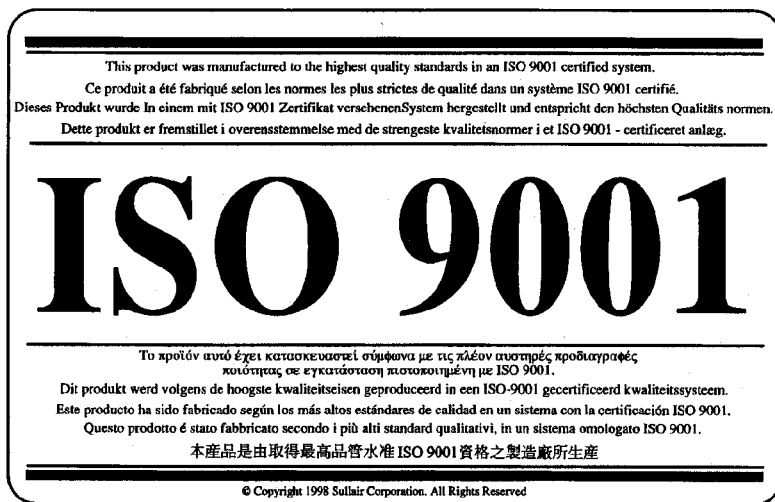 This product was manufactured to the highest quality standards in an ISO 9001 certified system.
Ce produit a été fabriqué selon les normes les plus strictes de qualité dans un système ISO 9001 certifié.
Dieses Produkt wurde In einem mit ISO 9001 Zertifikat versehenenSystem hergestellt und entspricht den höchsten Qualitäts normen.
Dette produkt er fremstillet i overensstemmelse med de strengeste kvalitetsnormer i et ISO 9001 - certificeret anlæg.
ISO 9001
Το προϊόν αυτό έχει κατασκευαστεί σύμφωνα με τις πλέον αυστηρές προδιαγραφές
ποιότητας σε εγκατάσταση πιστοποιημένη με ISO 9001.
Dit produkt werd volgens de hoogste kwaliteitseisen geproduceerd in een ISO-9001 gecertificeerd kwaliteitssysteem.
Este producto ha sido fabricado según los más altos estándares de calidad en un sistema con la certificación ISO 9001.
Questo prodotto é stato fabbricato secondo i più alti standard qualitativi, in un sistema omologato ISO 9001.
本産品是由取得最高品管水准 ISO 9001 資格之製造廠所生産
© Copyright 1998 Sullair Corporation. All Rights Reserved